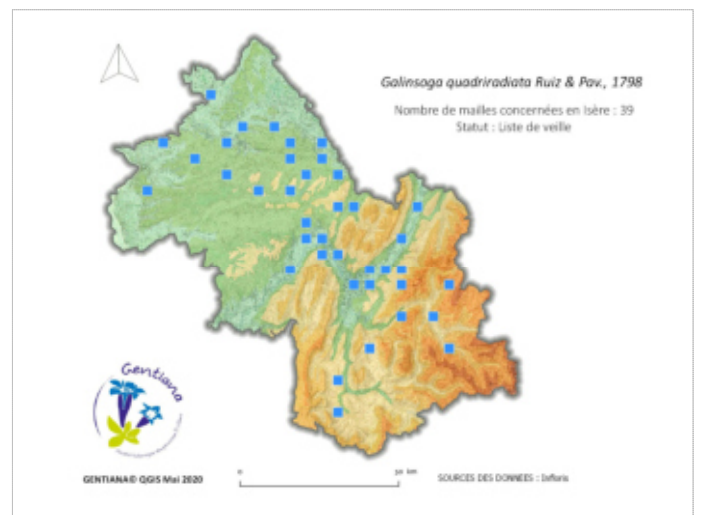 Galinsoga quadriradiata Ruiz & Pav., 1798
Nombre de mailles concernées en Isère : 39
Statut : Liste de veille
Gentiana
GENTIANA© QGIS Mai 2020
0
50 km
SOURCES DES DONNEES : Infloris